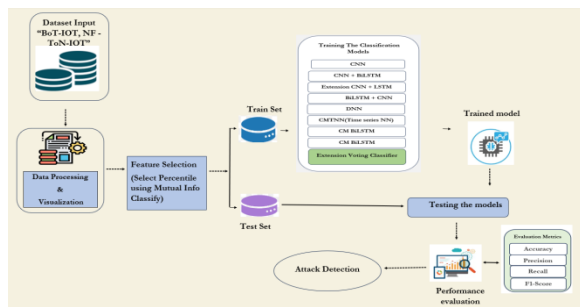 Dataset Input
"BoT-IOT, NF -
ToN-IOT"
Data Processing
&
Visualization
Feature Selection
(Select Percentile
using Mutual Info
Classify)
Train Set
Test Set
Training The Classification
Models
CNN
CNN + BiLSTM
Extension CNN + LSTM
BiLSTM + CNN
DNN
CMTNN(Time series NN)
CM BiLSTM
CM BiLSTM
Extension Voting Classifier
Trained model
Testing the models
Performance
evaluation
Evaluation Metrics
Accuracy
Precision
Recall
F1-Score
Attack Detection